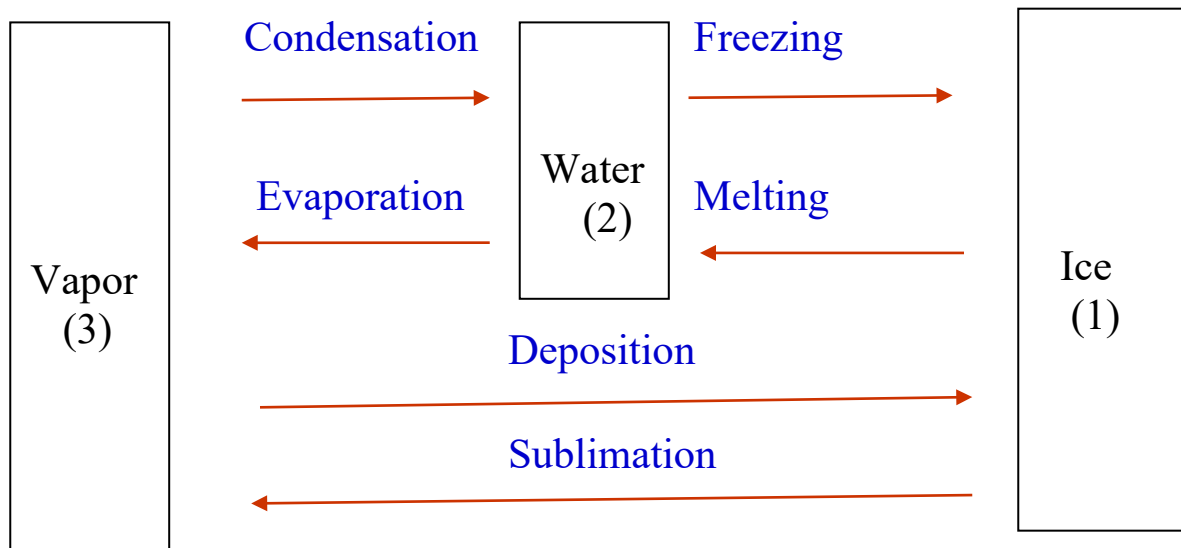 Condensation
Freezing
Water
(2)
Evaporation
Melting
Vapor
(3)
Ice
(1)
Deposition
Sublimation